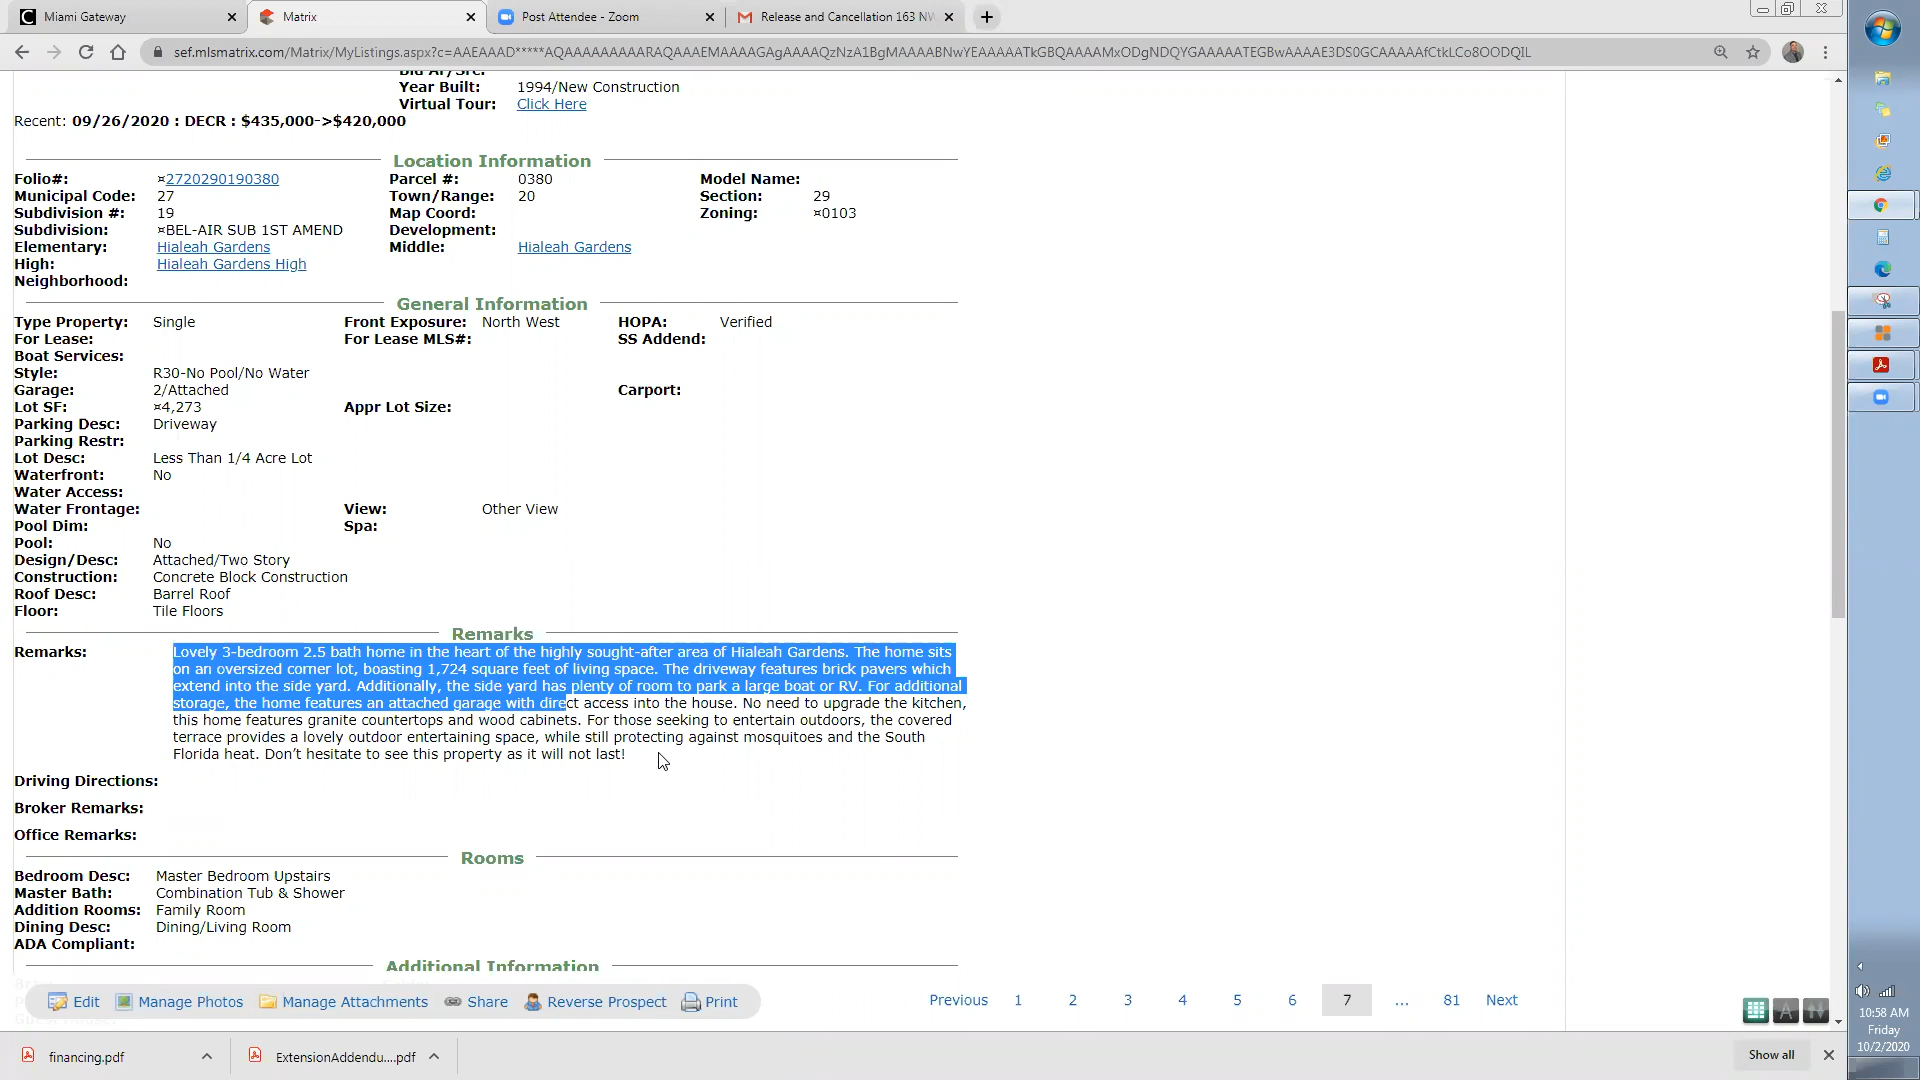 Miami Gateway
Matrix
Post Attendee - Zoom
Release and Cancellation 163 NW
sef.mlsmatrix.com/Matrix/MyListings.aspx?c=AAEAAAD*****AQAAAAAAAAARAQAAAEMAAAAGAgAAAAQzNzA1BgMAAAABNwYEAAAAATkGBQAAAAMxODgNDQYGAAAAATEGBwAAAAE3DS0GCAAAAAfCtkLCo8OODQIL
Year Built: 1994/New Construction
Virtual Tour: Click Here
Recent: 09/26/2020 : DECR : $435,000->$420,000
Location Information
Folio#: ¤2720290190380 Parcel #: 0380 Model Name:
Municipal Code: 27 Town/Range: 20 Section: 29
Subdivision #: 19 Map Coord: Zoning: ¤0103
Subdivision: ¤BEL-AIR SUB 1ST AMEND Development:
Elementary: Hialeah Gardens Middle: Hialeah Gardens
High: Hialeah Gardens High
Neighborhood:
General Information
Type Property: Single Front Exposure: North West HOPA: Verified
For Lease: For Lease MLS#: SS Addend:
Boat Services:
Style: R30-No Pool/No Water
Garage: 2/Attached Carport:
Lot SF: ¤4,273 Appr Lot Size:
Parking Desc: Driveway
Parking Restr:
Lot Desc: Less Than 1/4 Acre Lot
Waterfront: No
Water Access:
Water Frontage: View: Other View
Pool Dim: Spa:
Pool: No
Design/Desc: Attached/Two Story
Construction: Concrete Block Construction
Roof Desc: Barrel Roof
Floor: Tile Floors
Remarks
Remarks: Lovely 3-bedroom 2.5 bath home in the heart of the highly sought-after area of Hialeah Gardens. The home sits
on an oversized corner lot, boasting 1,724 square feet of living space. The driveway features brick pavers which
extend into the side yard. Additionally, the side yard has plenty of room to park a large boat or RV. For additional
storage, the home features an attached garage with direct access into the house. No need to upgrade the kitchen,
this home features granite countertops and wood cabinets. For those seeking to entertain outdoors, the covered
terrace provides a lovely outdoor entertaining space, while still protecting against mosquitoes and the South
Florida heat. Don't hesitate to see this property as it will not last!
Driving Directions:
Broker Remarks:
Office Remarks:
Rooms
Bedroom Desc: Master Bedroom Upstairs
Master Bath: Combination Tub & Shower
Addition Rooms: Family Room
Dining Desc: Dining/Living Room
ADA Compliant:
Additional Information
Edit Manage Photos Manage Attachments Share Reverse Prospect Print
Previous 1 2 3 4 5 6 7 ... 81 Next
financing.pdf
ExtensionAddendu....pdf
Show all
10:58 AM
Friday
10/2/2020